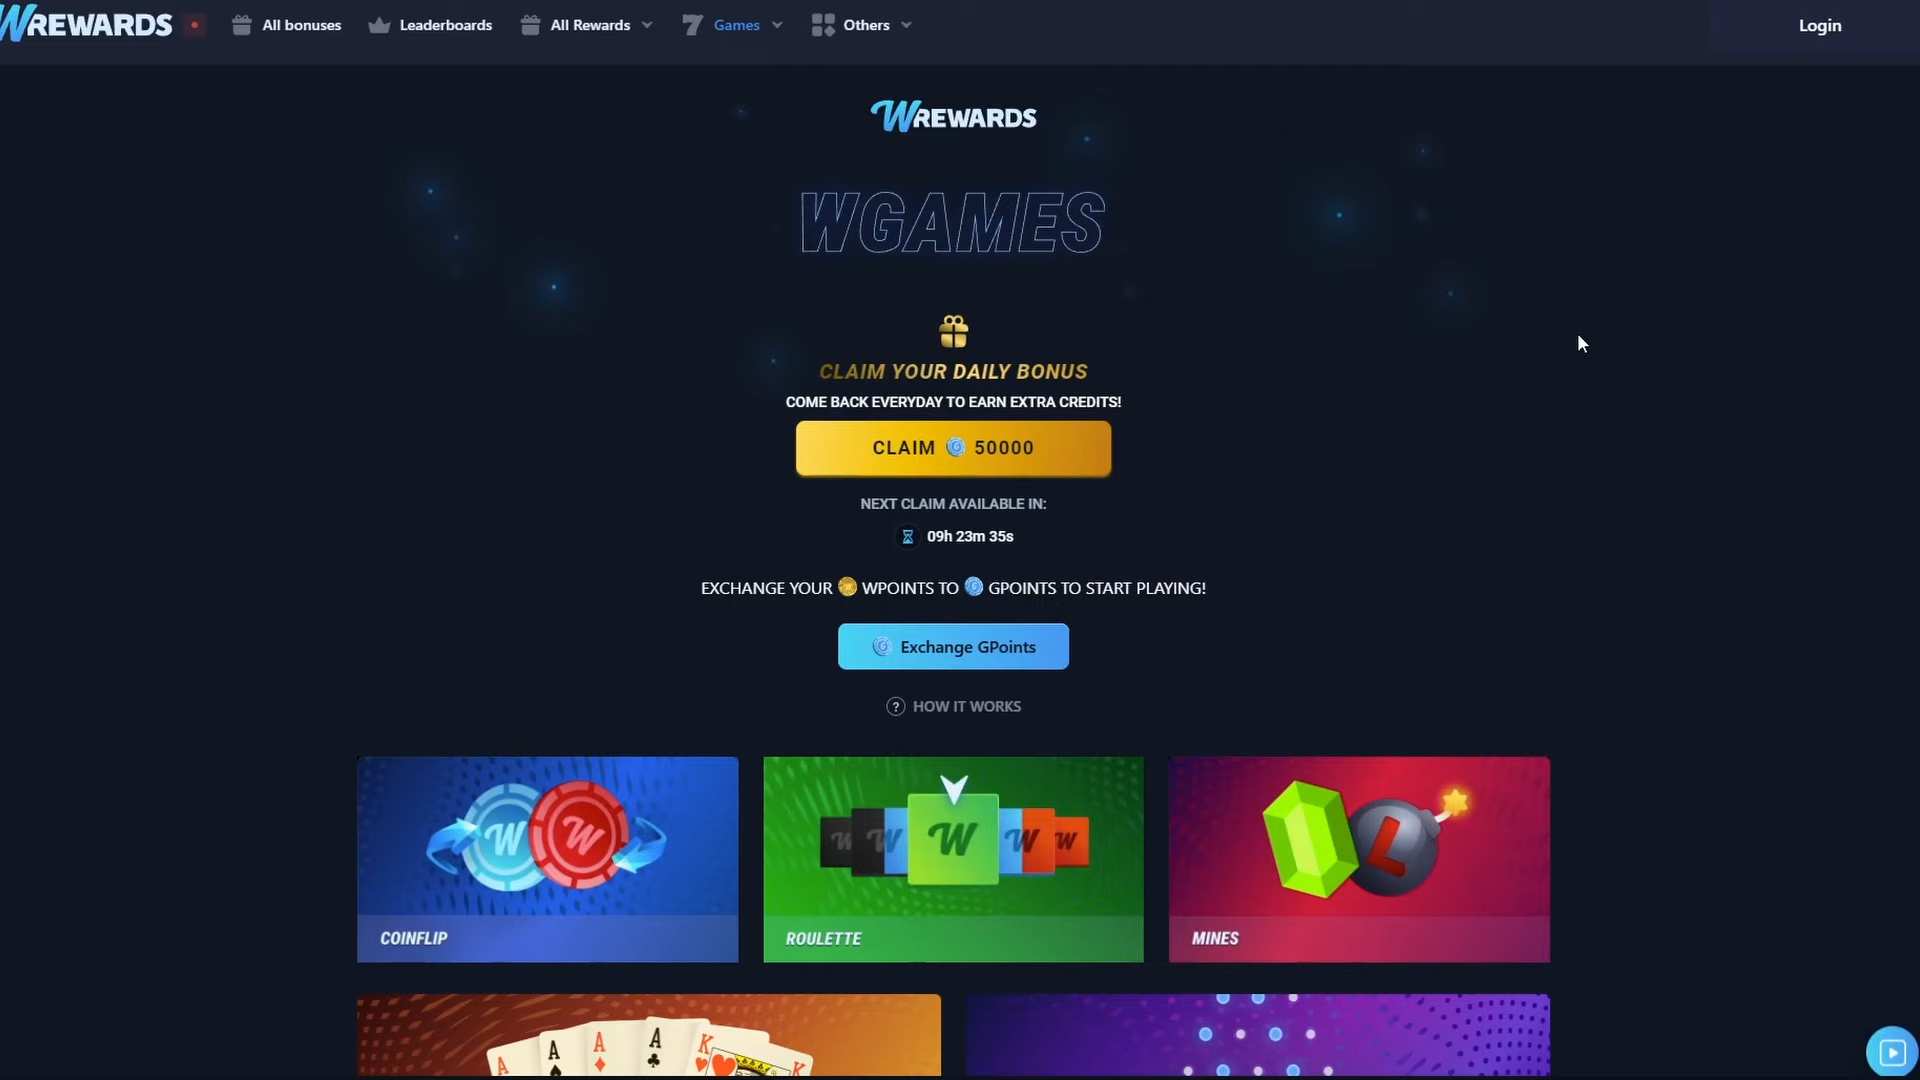 WREWARDS All bonuses Leaderboards All Rewards Games Others Login
WREWARDS
WGAMES
CLAIM YOUR DAILY BONUS
COME BACK EVERYDAY TO EARN EXTRA CREDITS!
CLAIM 50000
NEXT CLAIM AVAILABLE IN:
09h 23m 35s
EXCHANGE YOUR WPOINTS TO GPOINTS TO START PLAYING!
Exchange GPoints
? HOW IT WORKS
W W
W W W W W
L
COINFLIP
ROULETTE
MINES
A A A A K K